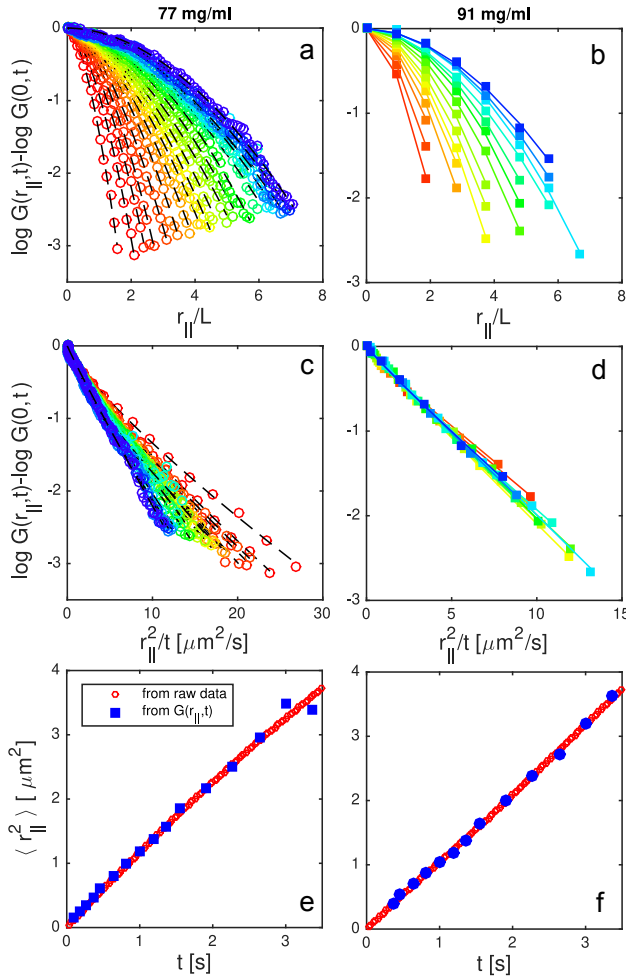 77 mg/ml
91 mg/ml
a
b
log G(r||,t)-log G(0,t)
0
-1
-2
-3
0 2 4 6 8
r||/L
0
-1
-2
-3
0 2 4 6 8
r||/L
c
d
log G(r||,t)-log G(0,t)
0
-1
-2
-3
0 10 20 30
r||²/t [μm²/s]
0
-1
-2
-3
0 5 10 15
r||²/t [μm²/s]
from raw data
from G(r||,t)
e
f
⟨ r||² ⟩ [ μm²]
4
3
2
1
0
0 1 2 3
t [s]
4
3
2
1
0
0 1 2 3
t [s]